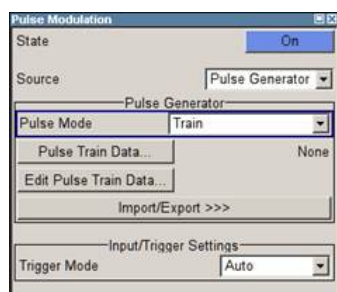 Pulse Modulation
State On
Source Pulse Generator
Pulse Generator
Pulse Mode Train
Pulse Train Data... None
Edit Pulse Train Data...
Import/Export >>>
Input/Trigger Settings
Trigger Mode Auto